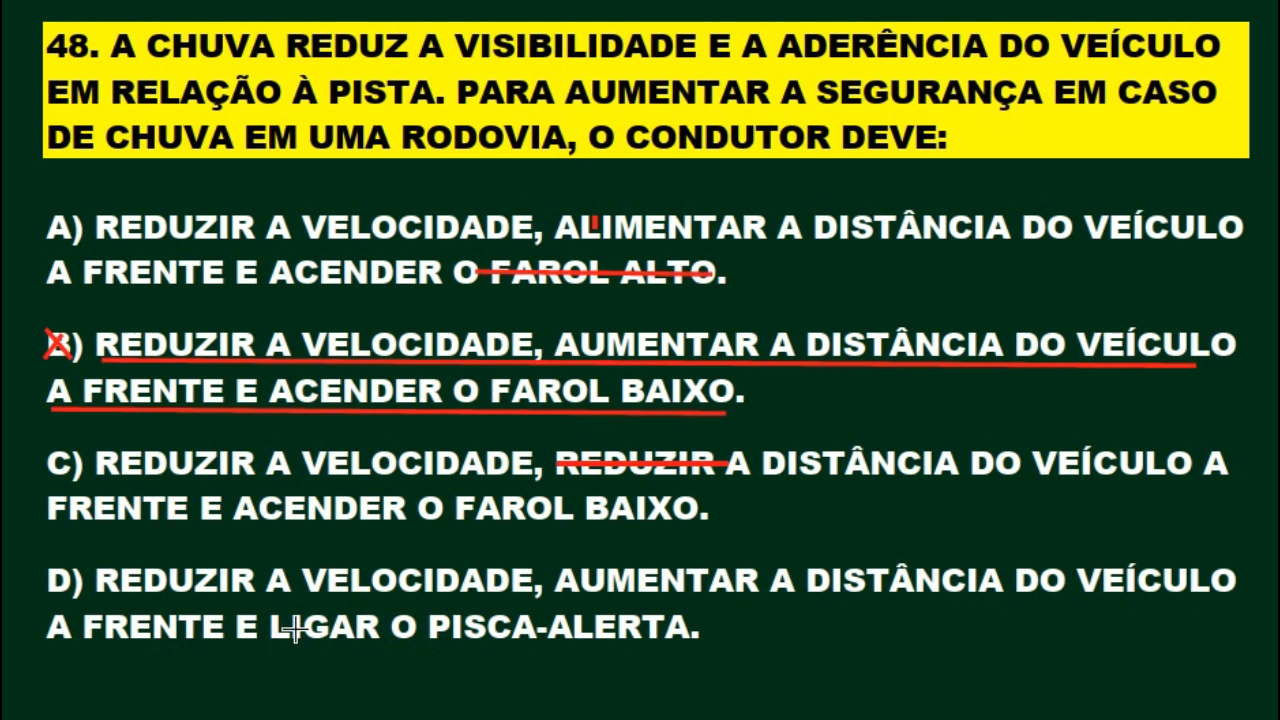 48. A CHUVA REDUZ A VISIBILIDADE E A ADERÊNCIA DO VEÍCULO
EM RELAÇÃO À PISTA. PARA AUMENTAR A SEGURANÇA EM CASO
DE CHUVA EM UMA RODOVIA, O CONDUTOR DEVE:
A) REDUZIR A VELOCIDADE, ALIMENTAR A DISTÂNCIA DO VEÍCULO
A FRENTE E ACENDER O FAROL ALTO.
B) REDUZIR A VELOCIDADE, AUMENTAR A DISTÂNCIA DO VEÍCULO
A FRENTE E ACENDER O FAROL BAIXO.
C) REDUZIR A VELOCIDADE, REDUZIR A DISTÂNCIA DO VEÍCULO A
FRENTE E ACENDER O FAROL BAIXO.
D) REDUZIR A VELOCIDADE, AUMENTAR A DISTÂNCIA DO VEÍCULO
A FRENTE E LIGAR O PISCA-ALERTA.